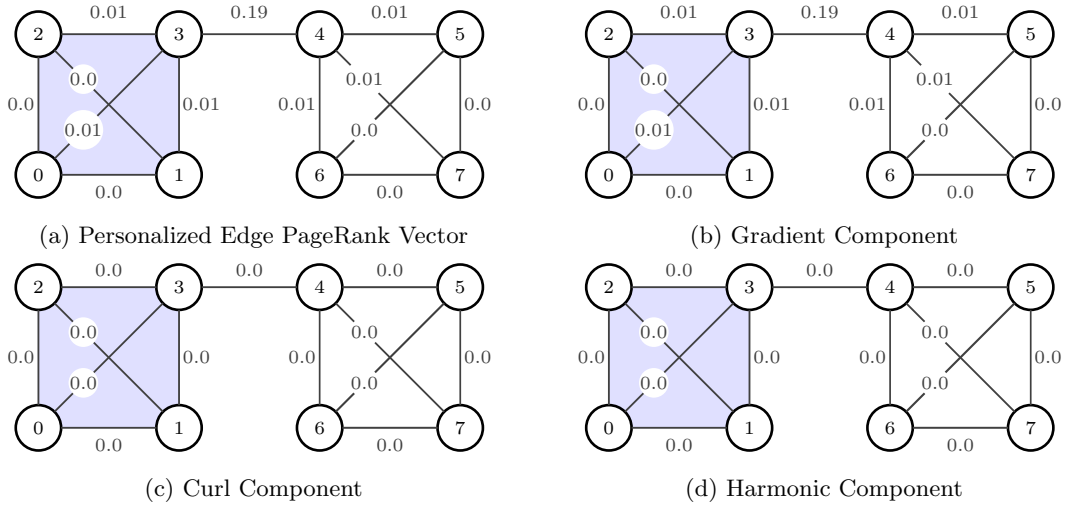 0.01 0.19 0.01
2 3 4 5
0.0 0.01
0.0 0.01 0.01 0.0
0.01 0.0
0 1 6 7
0.0 0.0
(a) Personalized Edge PageRank Vector
0.01 0.19 0.01
2 3 4 5
0.0 0.01
0.0 0.01 0.01 0.0
0.01 0.0
0 1 6 7
0.0 0.0
(b) Gradient Component
0.0 0.0 0.0
2 3 4 5
0.0 0.0
0.0 0.0 0.0 0.0
0.0 0.0
0 1 6 7
0.0 0.0
(c) Curl Component
0.0 0.0 0.0
2 3 4 5
0.0 0.0
0.0 0.0 0.0 0.0
0.0 0.0
0 1 6 7
0.0 0.0
(d) Harmonic Component